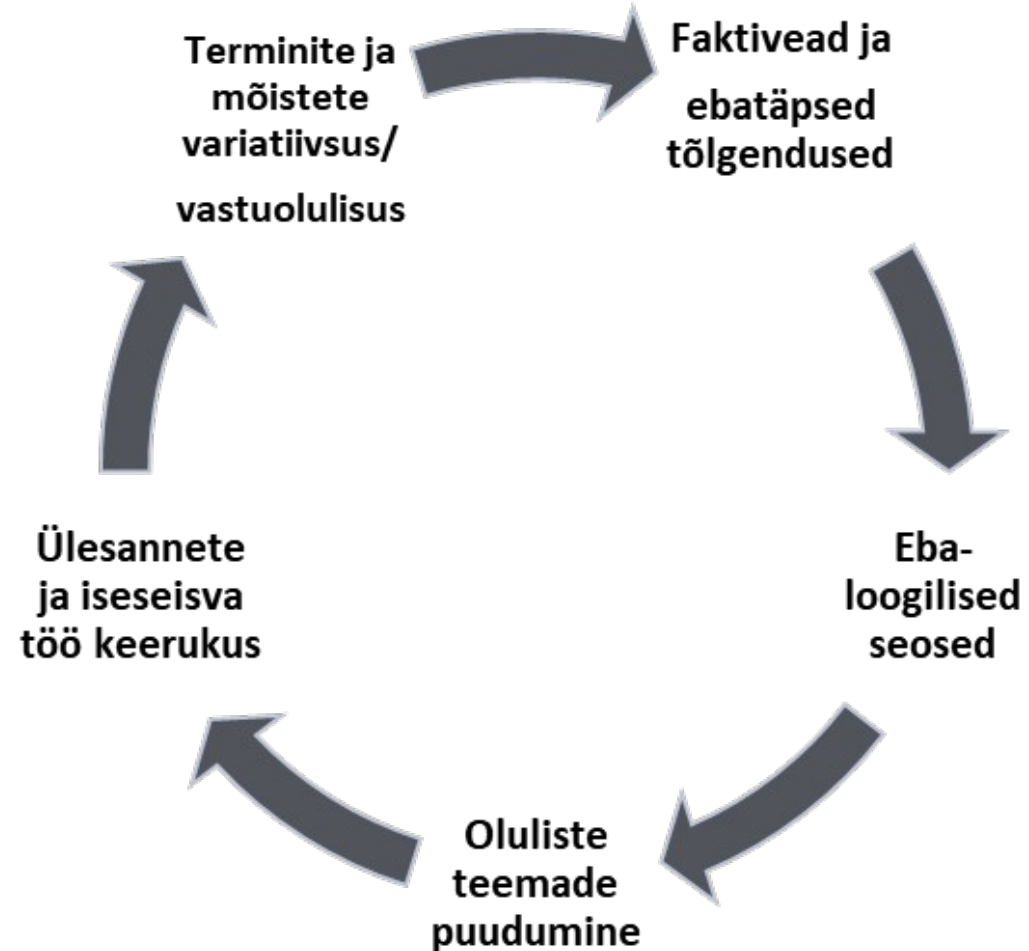 Terminite ja
mõistete
variatiivsus/
vastuolulisus
Faktivead ja
ebatäpsed
tõlgendused
Eba-
loogilised
seosed
Oluliste
teemade
puudumine
Ülesannete
ja iseseisva
töö keerukus